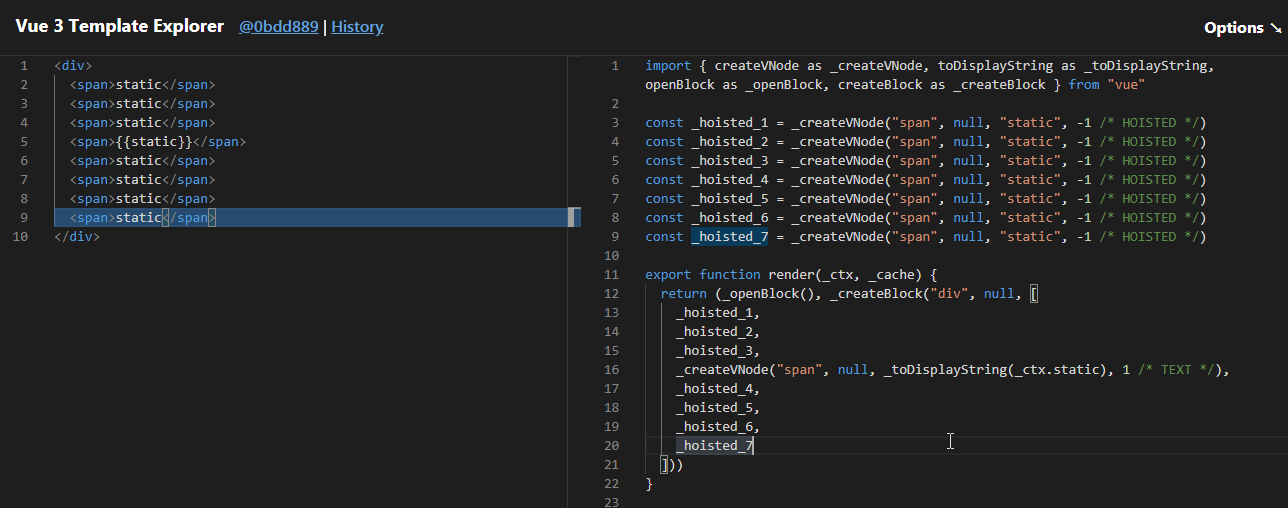 Vue 3 Template Explorer @0bdd889 | History
Options ↘
1 <div>
2 <span>static</span>
3 <span>static</span>
4 <span>static</span>
5 <span>{{static}}</span>
6 <span>static</span>
7 <span>static</span>
8 <span>static</span>
9 <span>static</span>
10 </div>
1 import { createVNode as _createVNode, toDisplayString as _toDisplayString,
openBlock as _openBlock, createBlock as _createBlock } from "vue"
2
3 const _hoisted_1 = _createVNode("span", null, "static", -1 /* HOISTED */)
4 const _hoisted_2 = _createVNode("span", null, "static", -1 /* HOISTED */)
5 const _hoisted_3 = _createVNode("span", null, "static", -1 /* HOISTED */)
6 const _hoisted_4 = _createVNode("span", null, "static", -1 /* HOISTED */)
7 const _hoisted_5 = _createVNode("span", null, "static", -1 /* HOISTED */)
8 const _hoisted_6 = _createVNode("span", null, "static", -1 /* HOISTED */)
9 const _hoisted_7 = _createVNode("span", null, "static", -1 /* HOISTED */)
10
11 export function render(_ctx, _cache) {
12 return (_openBlock(), _createBlock("div", null, [
13 _hoisted_1,
14 _hoisted_2,
15 _hoisted_3,
16 _createVNode("span", null, _toDisplayString(_ctx.static), 1 /* TEXT */),
17 _hoisted_4,
18 _hoisted_5,
19 _hoisted_6,
20 _hoisted_7
21 ]))
22 }
23